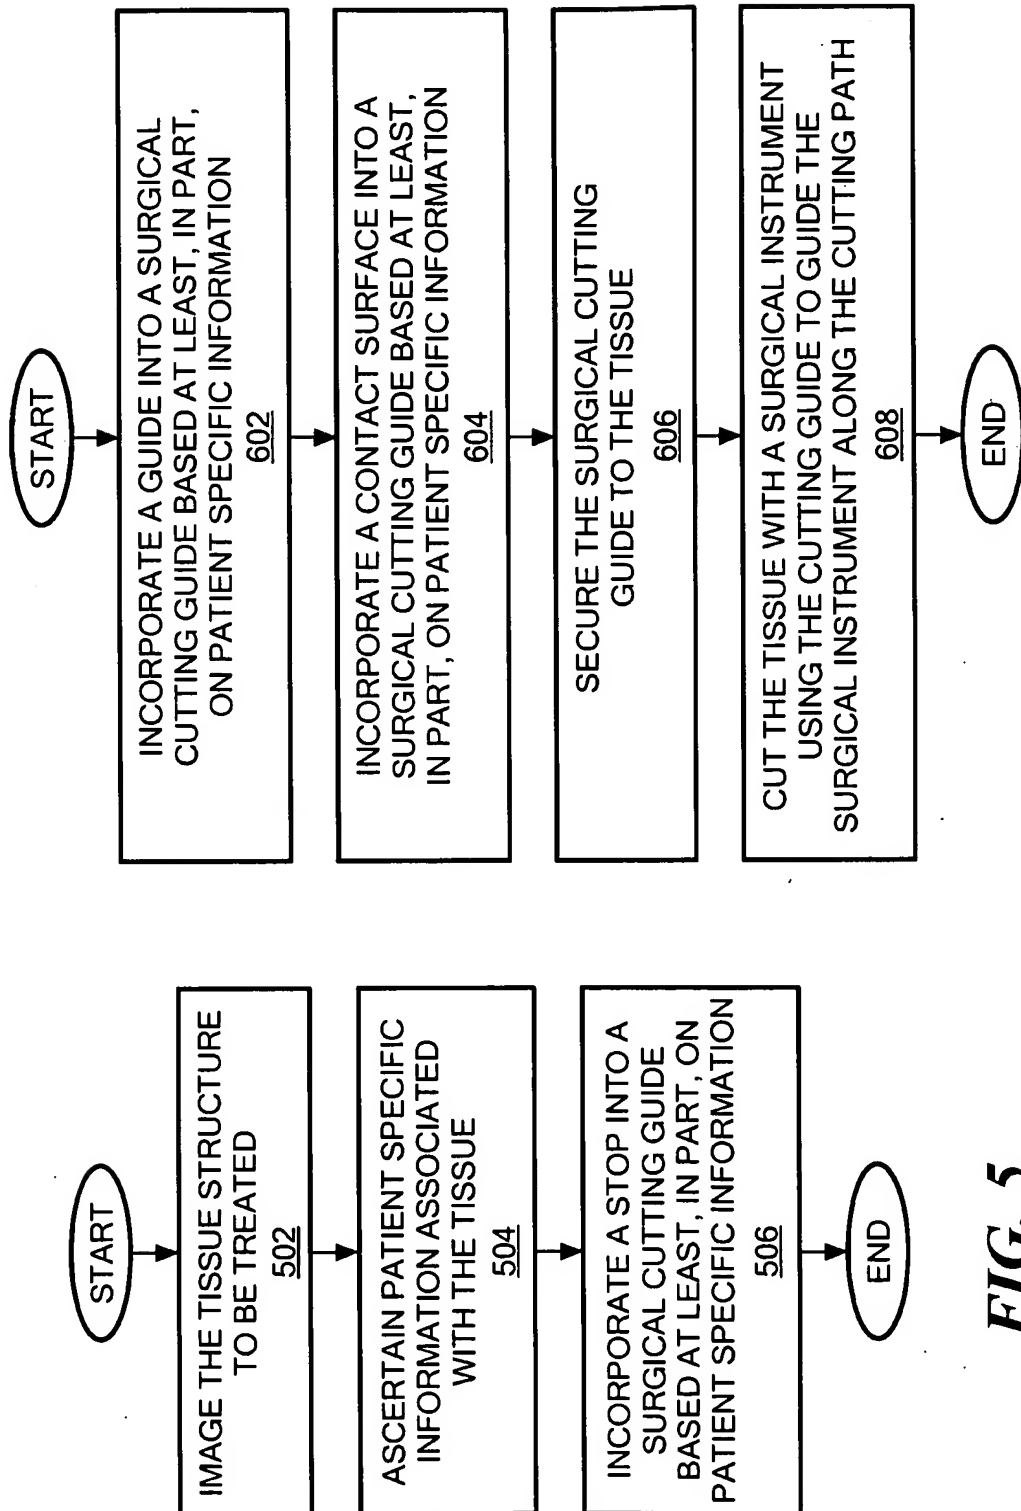 START
IMAGE THE TISSUE STRUCTURE
TO BE TREATED
502
ASCERTAIN PATIENT SPECIFIC
INFORMATION ASSOCIATED
WITH THE TISSUE
504
INCORPORATE A STOP INTO A
SURGICAL CUTTING GUIDE
BASED AT LEAST, IN PART, ON
PATIENT SPECIFIC INFORMATION
506
END
FIG. 5
START
INCORPORATE A GUIDE INTO A SURGICAL
CUTTING GUIDE BASED AT LEAST, IN PART,
ON PATIENT SPECIFIC INFORMATION
602
INCORPORATE A CONTACT SURFACE INTO A
SURGICAL CUTTING GUIDE BASED AT LEAST,
IN PART, ON PATIENT SPECIFIC INFORMATION
604
SECURE THE SURGICAL CUTTING
GUIDE TO THE TISSUE
606
CUT THE TISSUE WITH A SURGICAL INSTRUMENT
USING THE CUTTING GUIDE TO GUIDE THE
SURGICAL INSTRUMENT ALONG THE CUTTING PATH
608
END